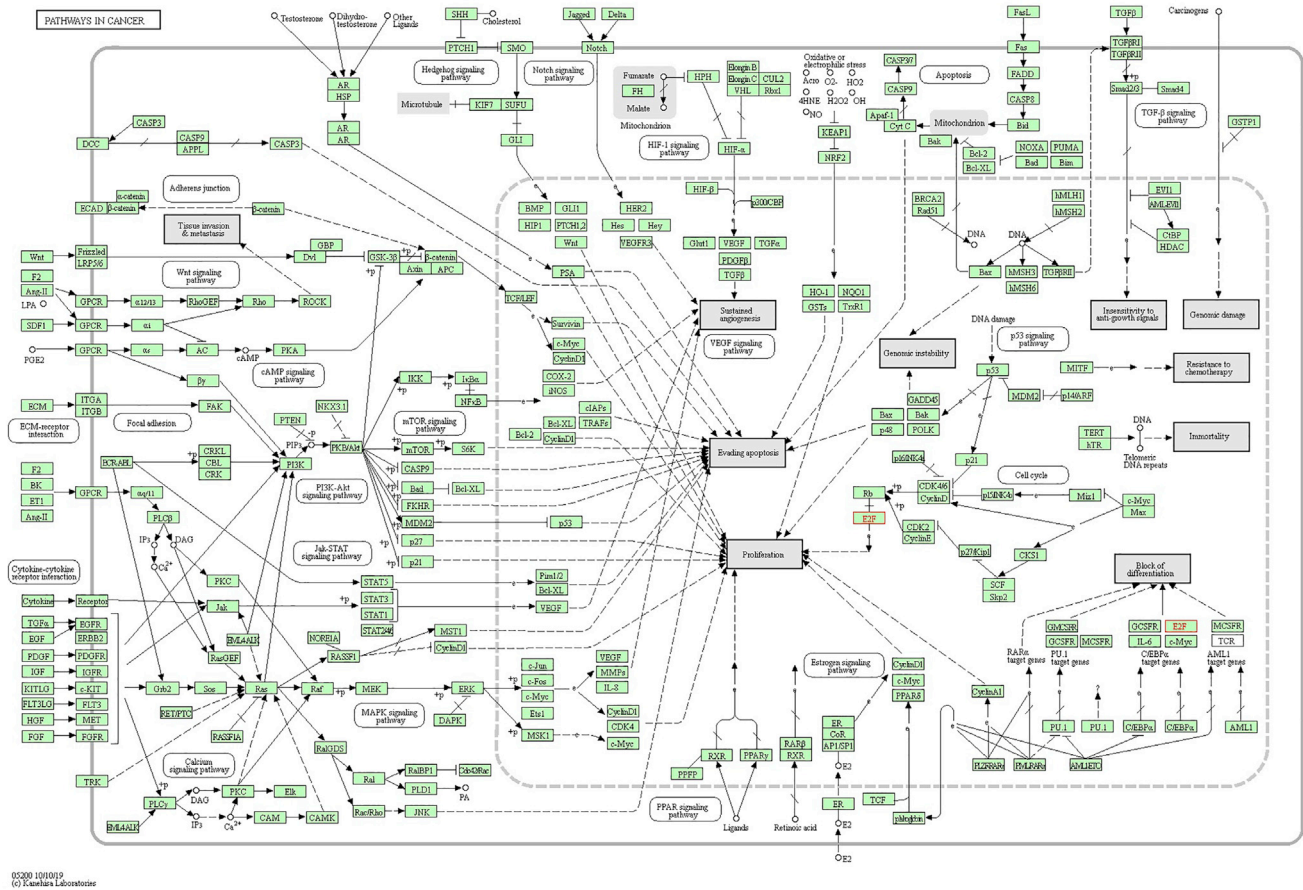 PATHWAYS IN CANCER
Testosterone
Dihydro-
testosterone
Other
Ligands
SHH
Cholesterol
PTCH1
SMO
Hedgehog signaling
pathway
Microtubule
KIF7
SUFU
GLI
Jagged
Delta
Notch
Notch signaling
pathway
Fumarate
FH
Malate
Mitochondrion
HPH
Elongin B
Elongin C
CUL2
VHL
Rbx1
HIF-1 signaling
pathway
HIF-α
Oxidative or
electrophilic stress
Acro
O2-
HO2
4HNE
H2O2
OH
NO
KEAP1
NRF2
CASP3/7
CASP9
Apaf-1
Cyt C
Apoptosis
Mitochondrion
FasL
Fas
FADD
CASP8
Bid
Bak
Bcl-2
Bcl-XL
NOXA
PUMA
Bad
Bim
TGFβ
TGFβRI
TGFβRII
+p
Smad2/3
Smad4
TGF-β signaling
pathway
Carcinogens
GSTP1
AR
HSP
AR
AR
DCC
CASP3
CASP9
APPL
CASP3
Adherens junction
ECAD
α-catenin
β-catenin
β-catenin
Tissue invasion
& metastasis
Wnt
Frizzled
LRP5/6
Wnt signaling
pathway
Dvl
GBP
GSK-3β
+p
β-catenin
Axin
APC
F2
Ang-II
LPA
GPCR
α12/13
RhoGEF
Rho
ROCK
SDF1
GPCR
αi
PGE2
GPCR
αs
AC
cAMP
PKA
cAMP signaling
pathway
βγ
ECM
ITGA
ITGB
FAK
ECM-receptor
interaction
Focal adhesion
PTEN
NKX3.1
PIP3
-p
PKB/Akt
PI3K
PI3K-Akt
signaling pathway
BCR-ABL
+p
CRKL
CBL
CRK
F2
BK
ET1
Ang-II
GPCR
αq/11
PLCβ
IP3
DAG
Ca2+
PKC
+p
IKK
IκBα
NFκB
mTOR signaling
pathway
+p
mTOR
S6K
+p
CASP9
+p
Bad
Bcl-XL
+p
FKHR
+p
MDM2
p53
+p
p27
+p
p21
Jak-STAT
signaling pathway
STAT5
+p
STAT3
STAT1
Pim1/2
Bcl-XL
VEGF
Cytokine-cytokine
receptor interaction
Cytokine
Receptor
Jak
EML4-ALK
TGFα
EGFR
EGF
ERBB2
PDGF
PDGFR
IGF
IGFR
KITLG
c-KIT
FLT3LG
FLT3
HGF
MET
FGF
FGFR
TRK
RasGEF
Grb2
Sos
Ras
Raf
+p
MEK
+p
ERK
RET/PTC
RASSF1A
NORE1A
RASSF1
MST1
CyclinD1
DAPK
MAPK signaling
pathway
+p
c-Jun
c-Fos
c-Myc
Ets1
+p
MSK1
VEGF
MMPs
IL-8
CyclinD1
CDK4
c-Myc
RalGDS
Ral
RalBP1
Cdc42/Rac
PLD1
PA
Rac/Rho
JNK
Calcium
signaling pathway
+p
PLCγ
EML4-ALK
DAG
IP3
PKC
Ca2+
Elk
CAM
CAMK
BMP
GLI1
HIP1
PTCH1,2
Wnt
HER2
Hes
Hey
VEGFR3
HIF-β
p300
CBP
Glut1
VEGF
TGFα
PDGFβ
TGFβ
Sustained
angiogenesis
VEGF signaling
pathway
HO-1
NQO1
GSTs
TxnR1
PSA
TCF/LEF
Survivin
c-Myc
CyclinD1
COX-2
iNOS
cIAPs
Bcl-XL
TRAFs
Bcl-2
CyclinD1
Evading apoptosis
Proliferation
BRCA2
Rad51
DNA
hMLH1
hMSH2
DNA
Bax
hMSH3
TGFβRII
hMSH6
EVI1
AML-EVI1
CtBP
HDAC
Insensitivity to
anti-growth signals
Genomic damage
Genomic instability
DNA damage
p53 signaling
pathway
p53
MDM2
p14ARF
MITF
Resistance to
chemotherapy
GADD45
Bax
Bak
p48
POLK
p21
TERT
hTR
DNA
Telomeric
DNA repeats
Immortality
Cell cycle
p16INK4a
CDK4/6
CyclinD
p15INK4b
Miz1
c-Myc
Max
Rb
+p
+p
E2F
CDK2
CyclinE
p27Kip1
CKS1
SCF
Skp2
Block of
differentiation
GMCSFR
GCSFR
MCSFR
GCSFR
E2F
MCSFR
IL-6
c-Myc
TCR
RARα
target genes
PU.1
target genes
C/EBPα
target genes
AML1
target genes
?
PU.1
PU.1
C/EBPα
C/EBPα
AML1
PLZF-RARα
PML-RARα
AML1-ETO
CyclinA1
Estrogen signaling
pathway
CyclinD1
c-Myc
PPARδ
ER
CoR
AP1/SP1
E2
ER
E2
E2
TCF
RXR
PPARγ
PPFP
PPAR signaling
pathway
Ligands
RARβ
RXR
Retinoic acid
05200 10/10/19
(c) Kanehisa Laboratories